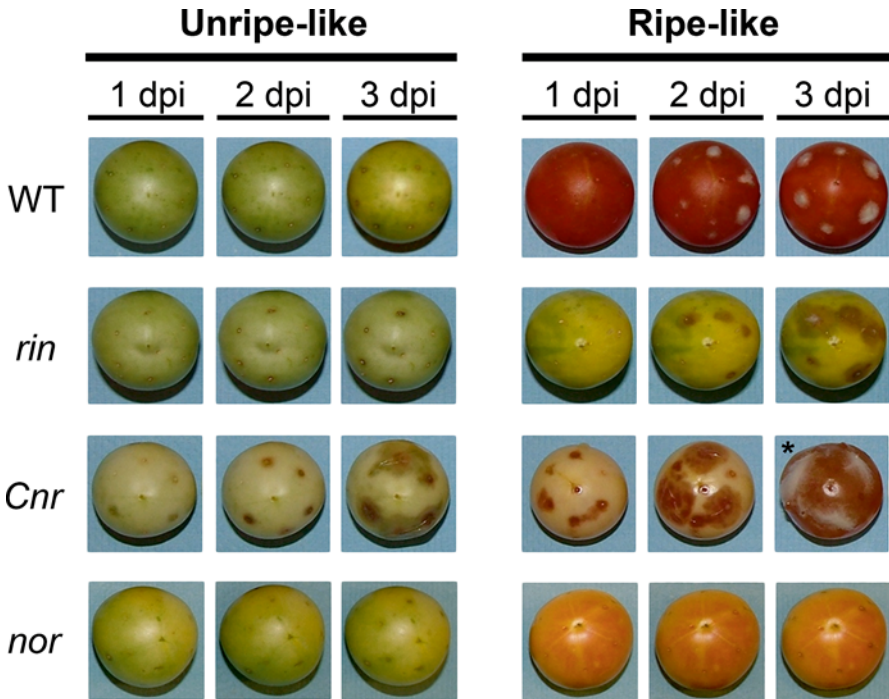 Unripe-like Ripe-like
1 dpi 2 dpi 3 dpi 1 dpi 2 dpi 3 dpi
WT
rin
Cnr *
nor